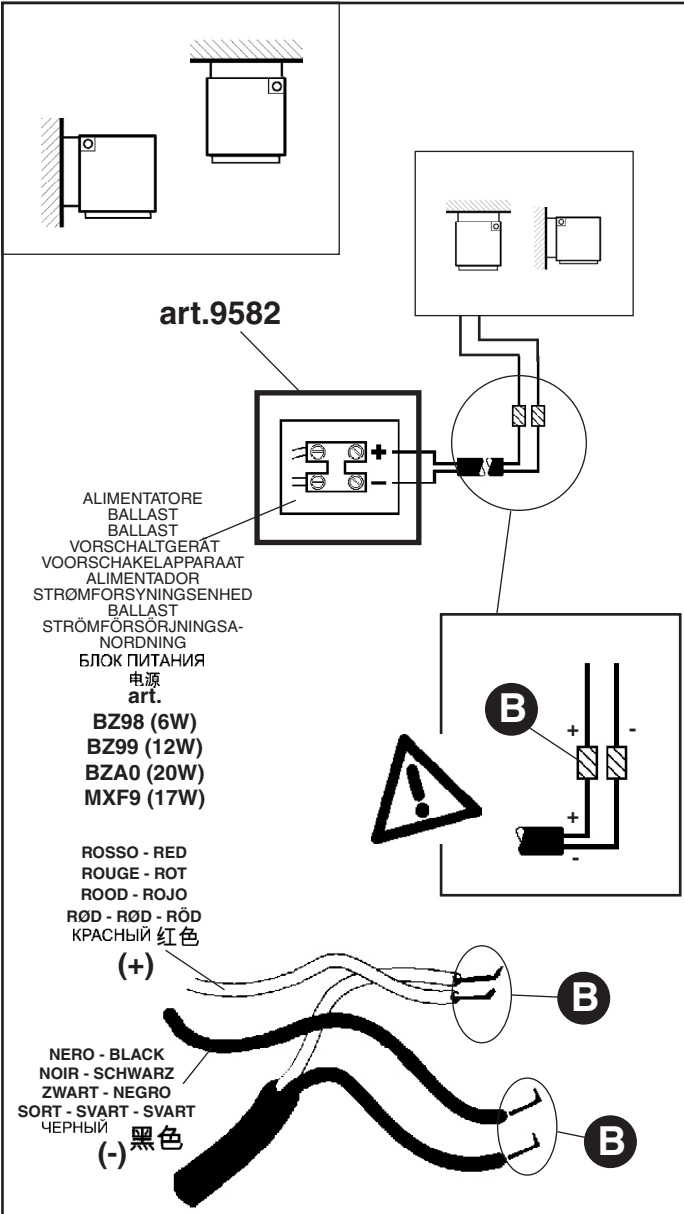 art.9582
+
−
ALIMENTATORE
BALLAST
BALLAST
VORSCHALTGERÄT
VOORSCHAKELAPPARAAT
ALIMENTADOR
STRØMFORSYNINGSENHED
BALLAST
STRÖMFÖRSÖRJNINGSA-
NORDNING
БЛОК ПИТАНИЯ
电源
art.
BZ98 (6W)
BZ99 (12W)
BZA0 (20W)
MXF9 (17W)
B
+ -
+
-
ROSSO - RED
ROUGE - ROT
ROOD - ROJO
RØD - RØD - RÖD
КРАСНЫЙ 红色
(+)
B
NERO - BLACK
NOIR - SCHWARZ
ZWART - NEGRO
SORT - SVART - SVART
ЧЕРНЫЙ 黑色
(-)
B